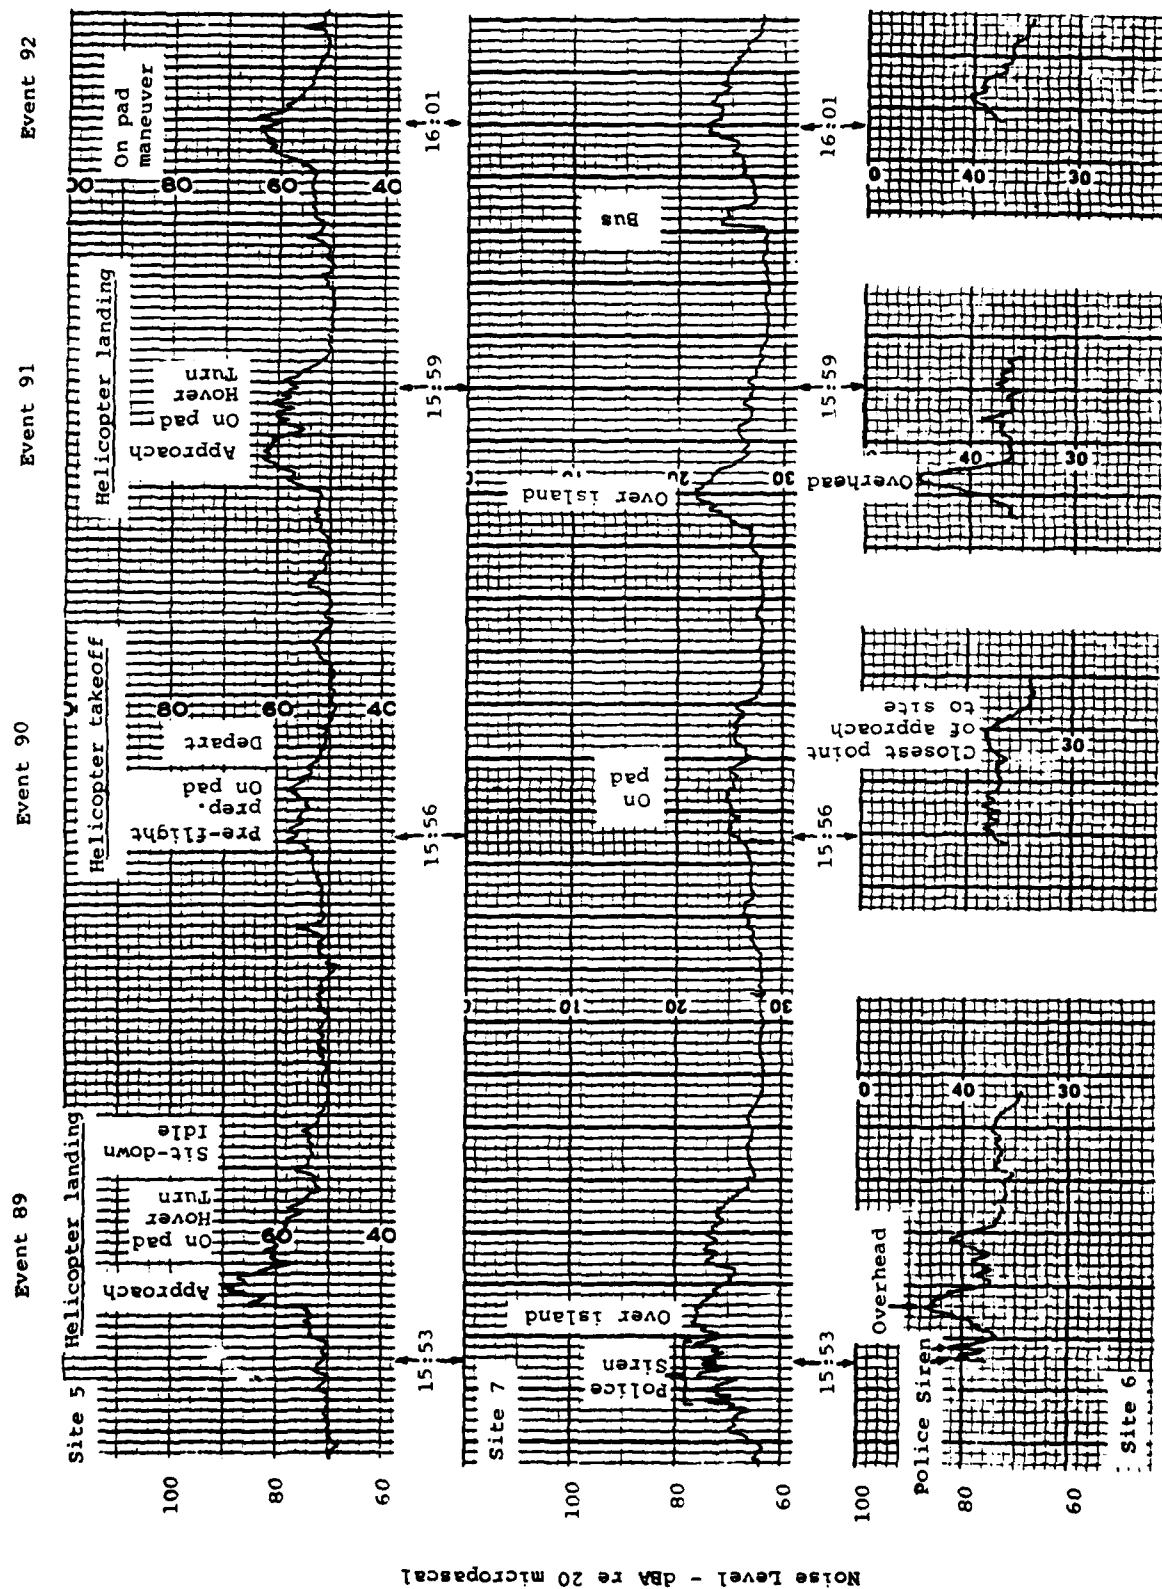 Event 89
Event 90
Event 91
Event 92
Site 5
Helicopter landing
Approach
On pad
Hover
Turn
Sit-down
Idle
Helicopter takeoff
Pre-flight
prep.
On pad
Depart
Helicopter landing
Approach
On pad
Hover
Turn
On pad
maneuver
100
80
60
60
40
0
80
60
40
00
80
60
40
15:53
15:56
15:59
16:01
Site 7
Police
Siren
Over island
On
pad
Over island
Bus
100
80
60
0
10
20
30
0
10
20
30
15:53
15:56
15:59
16:01
Site 6
Police Siren
Overhead
Closest point
of approach
to site
Overhead
100
80
60
0
40
30
30
40
30
0
40
30
Noise Level - dBA re 20 micropascal